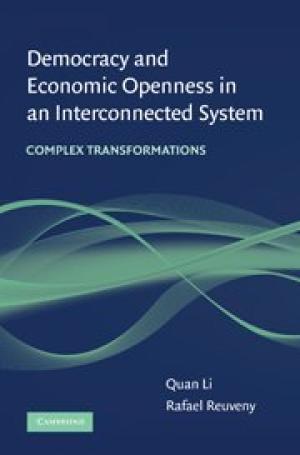 Democracy and
Economic Openness in
an Interconnected System
COMPLEX TRANSFORMATIONS
Quan Li
Rafael Reuveny
CAMBRIDGE